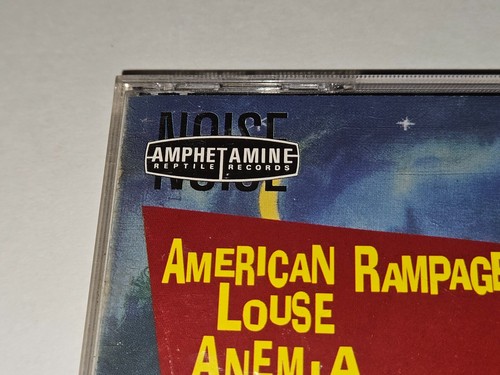 NOISE
AMPHETAMINE
REPTILE RECORDS
NOISE
AMERICAN RAMPAGE
LOUSE
ANEMIA